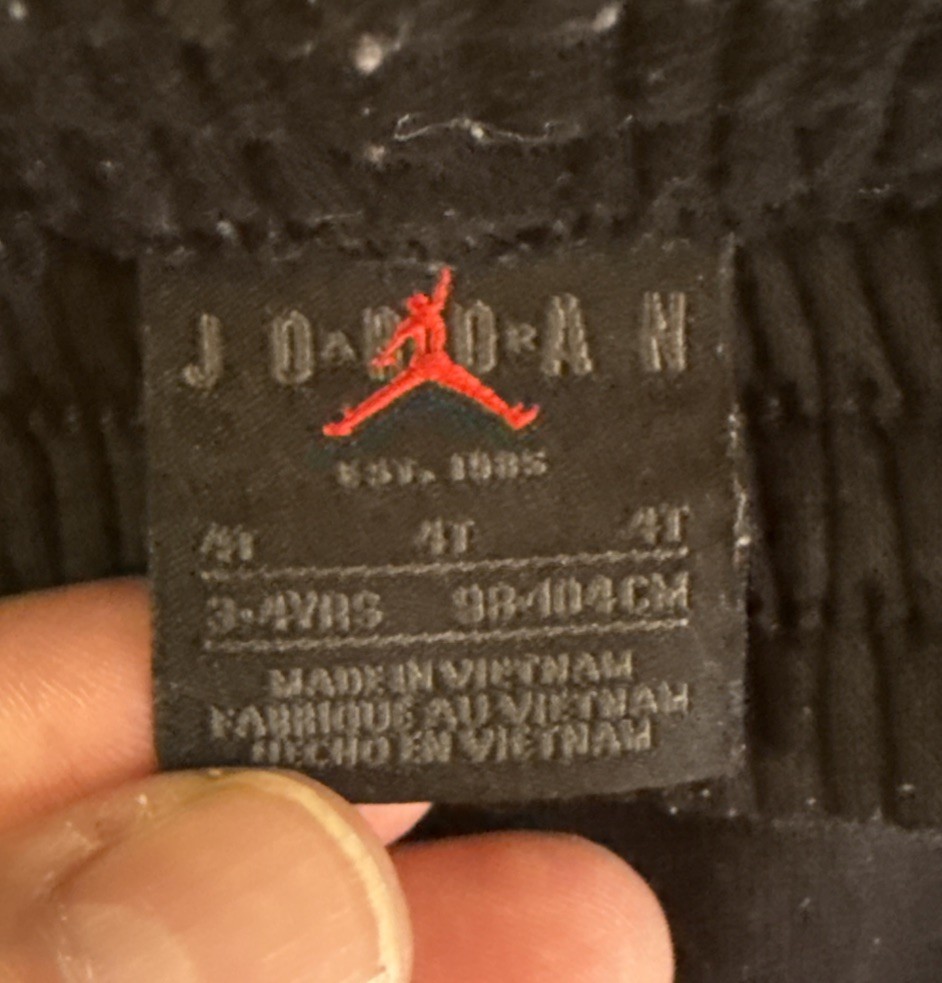 JORDAN
EST. 1985
4T 4T 4T
3-4YRS 98-104CM
MADE IN VIETNAM
FABRIQUE AU VIETNAM
HECHO EN VIETNAM